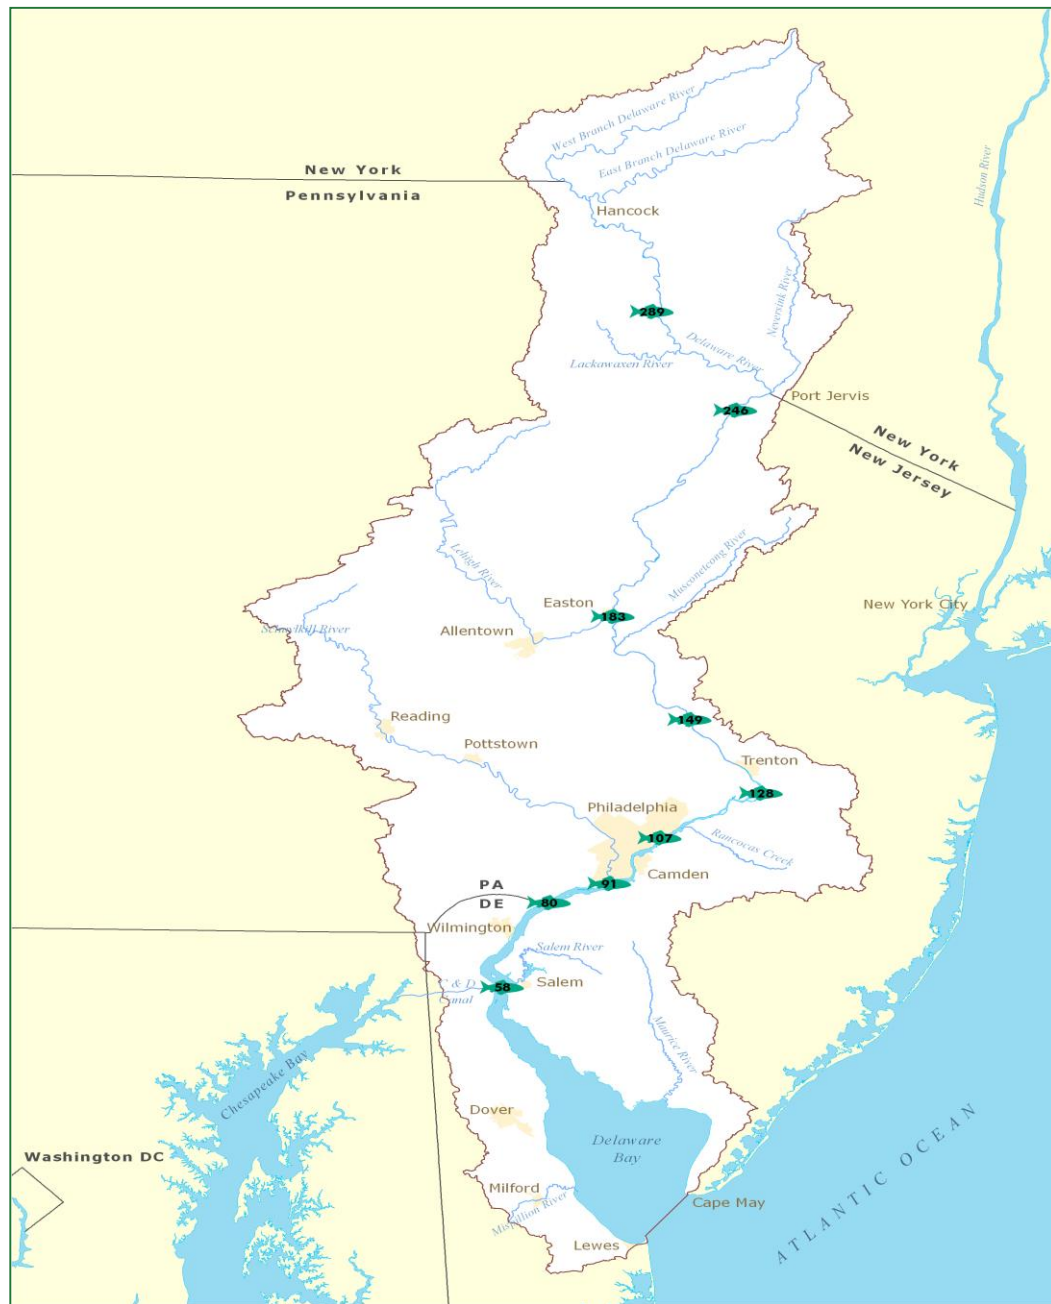 West Branch Delaware River
East Branch Delaware River
Hudson River
New York
Pennsylvania
Hancock
Neversink River
289
Delaware River
Lackawaxen River
Port Jervis
246
New York
New Jersey
Musconetcong River
Lehigh River
Easton
183
New York City
Allentown
Schuylkill River
Reading
149
Pottstown
Trenton
128
Philadelphia
107
Rancocas Creek
Camden
91
PA
DE
80
Wilmington
Salem River
C & D
Canal
58
Salem
Maurice River
Chesapeake Bay
Dover
Delaware
Bay
Washington DC
ATLANTIC OCEAN
Milford
Mispillion River
Cape May
Lewes